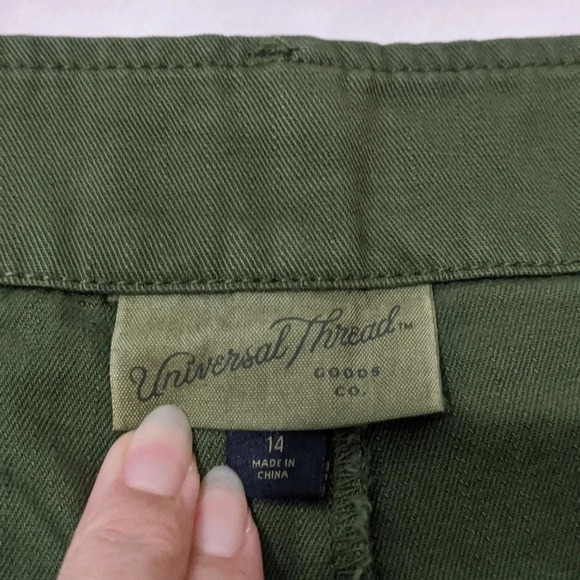 Universal Thread™
GOODS
CO.
14
MADE IN
CHINA